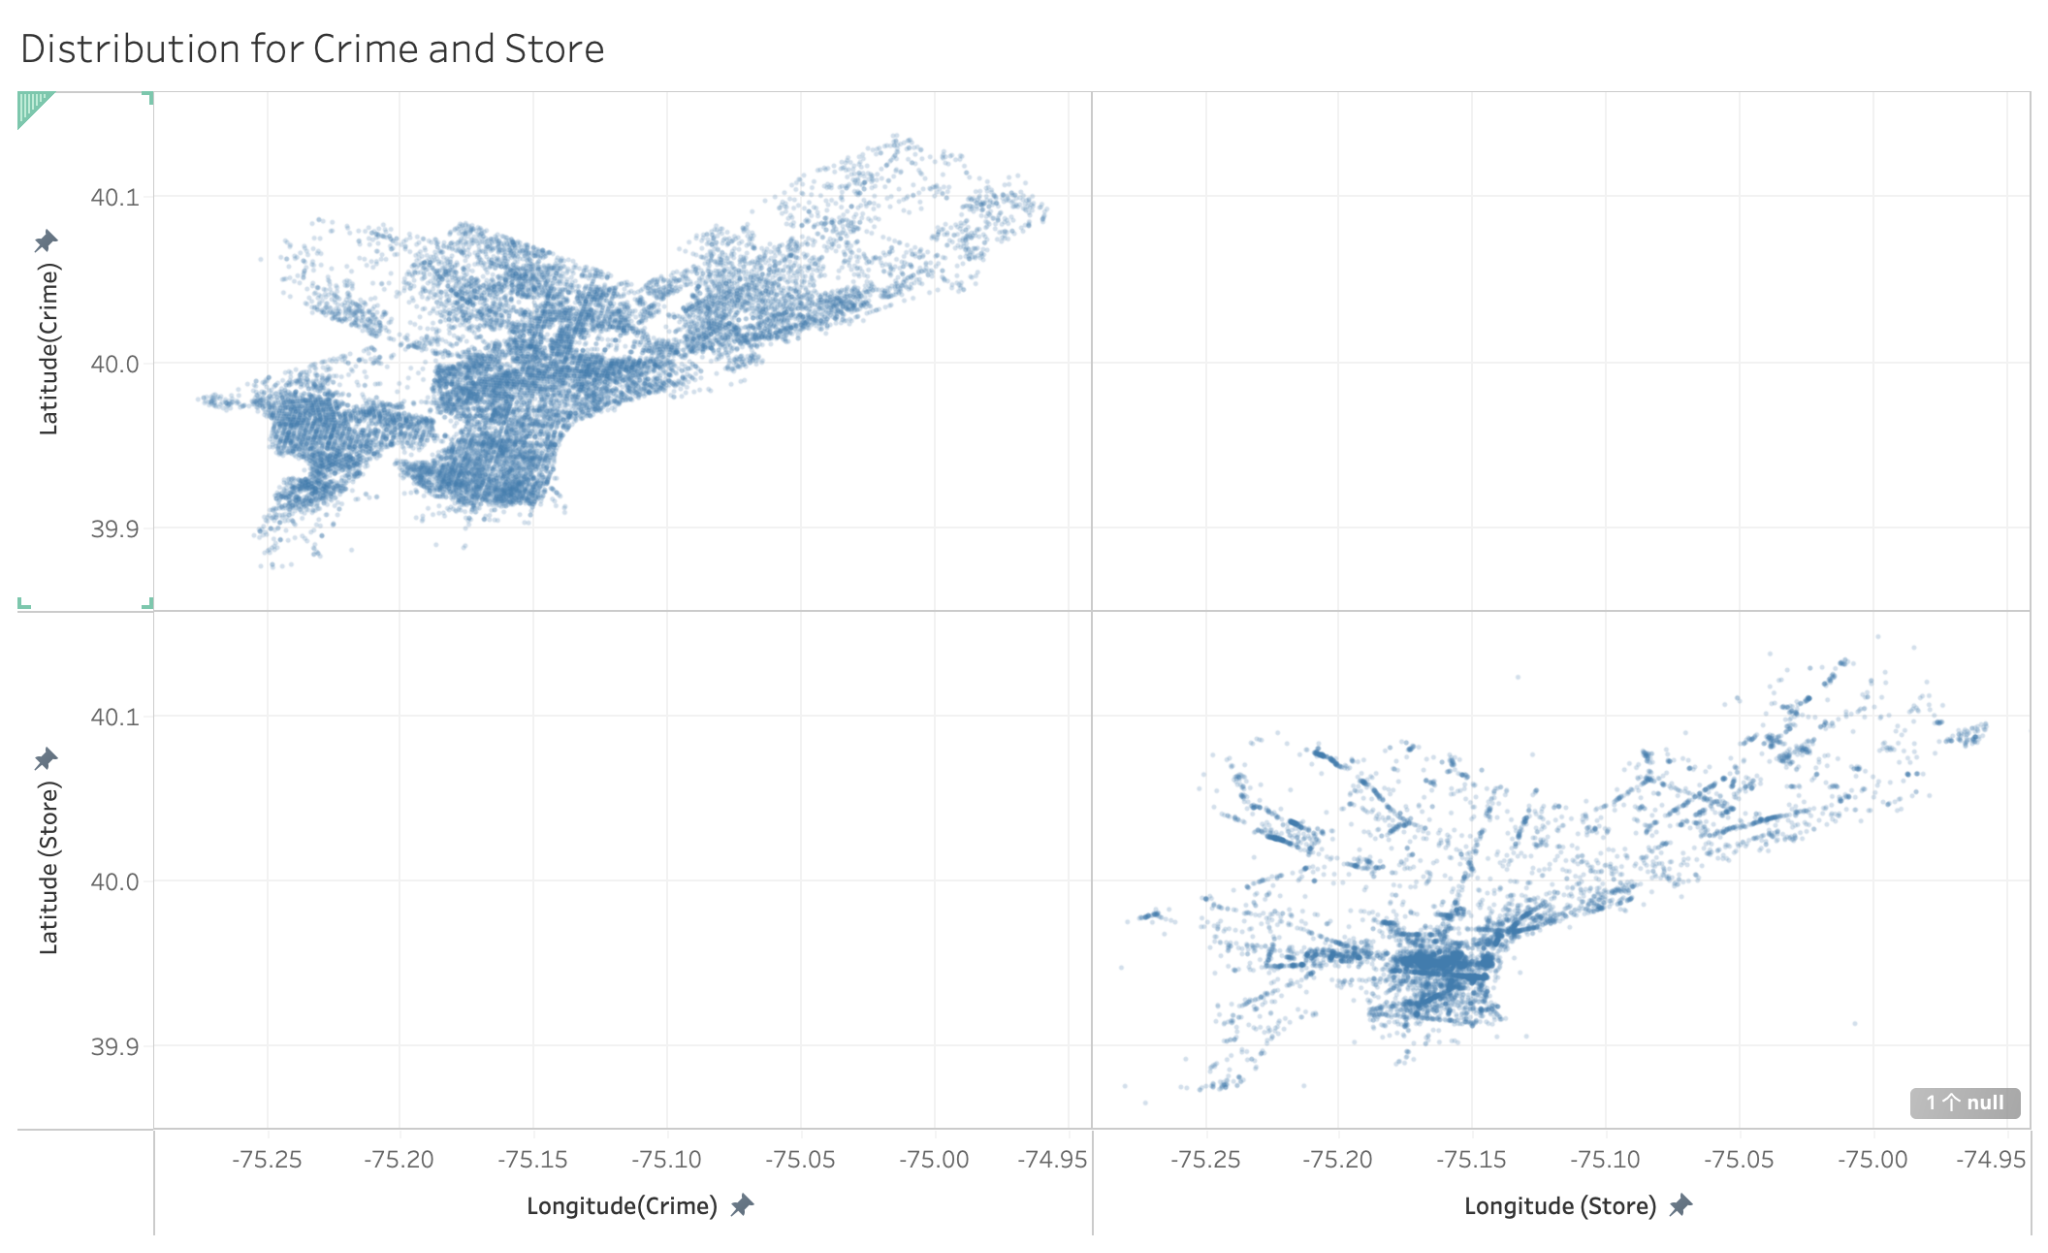 Distribution for Crime and Store
Latitude(Crime)
40.1
40.0
39.9
Latitude (Store)
40.1
40.0
39.9
1 个 null
-75.25 -75.20 -75.15 -75.10 -75.05 -75.00 -74.95
-75.25 -75.20 -75.15 -75.10 -75.05 -75.00 -74.95
Longitude(Crime)
Longitude (Store)